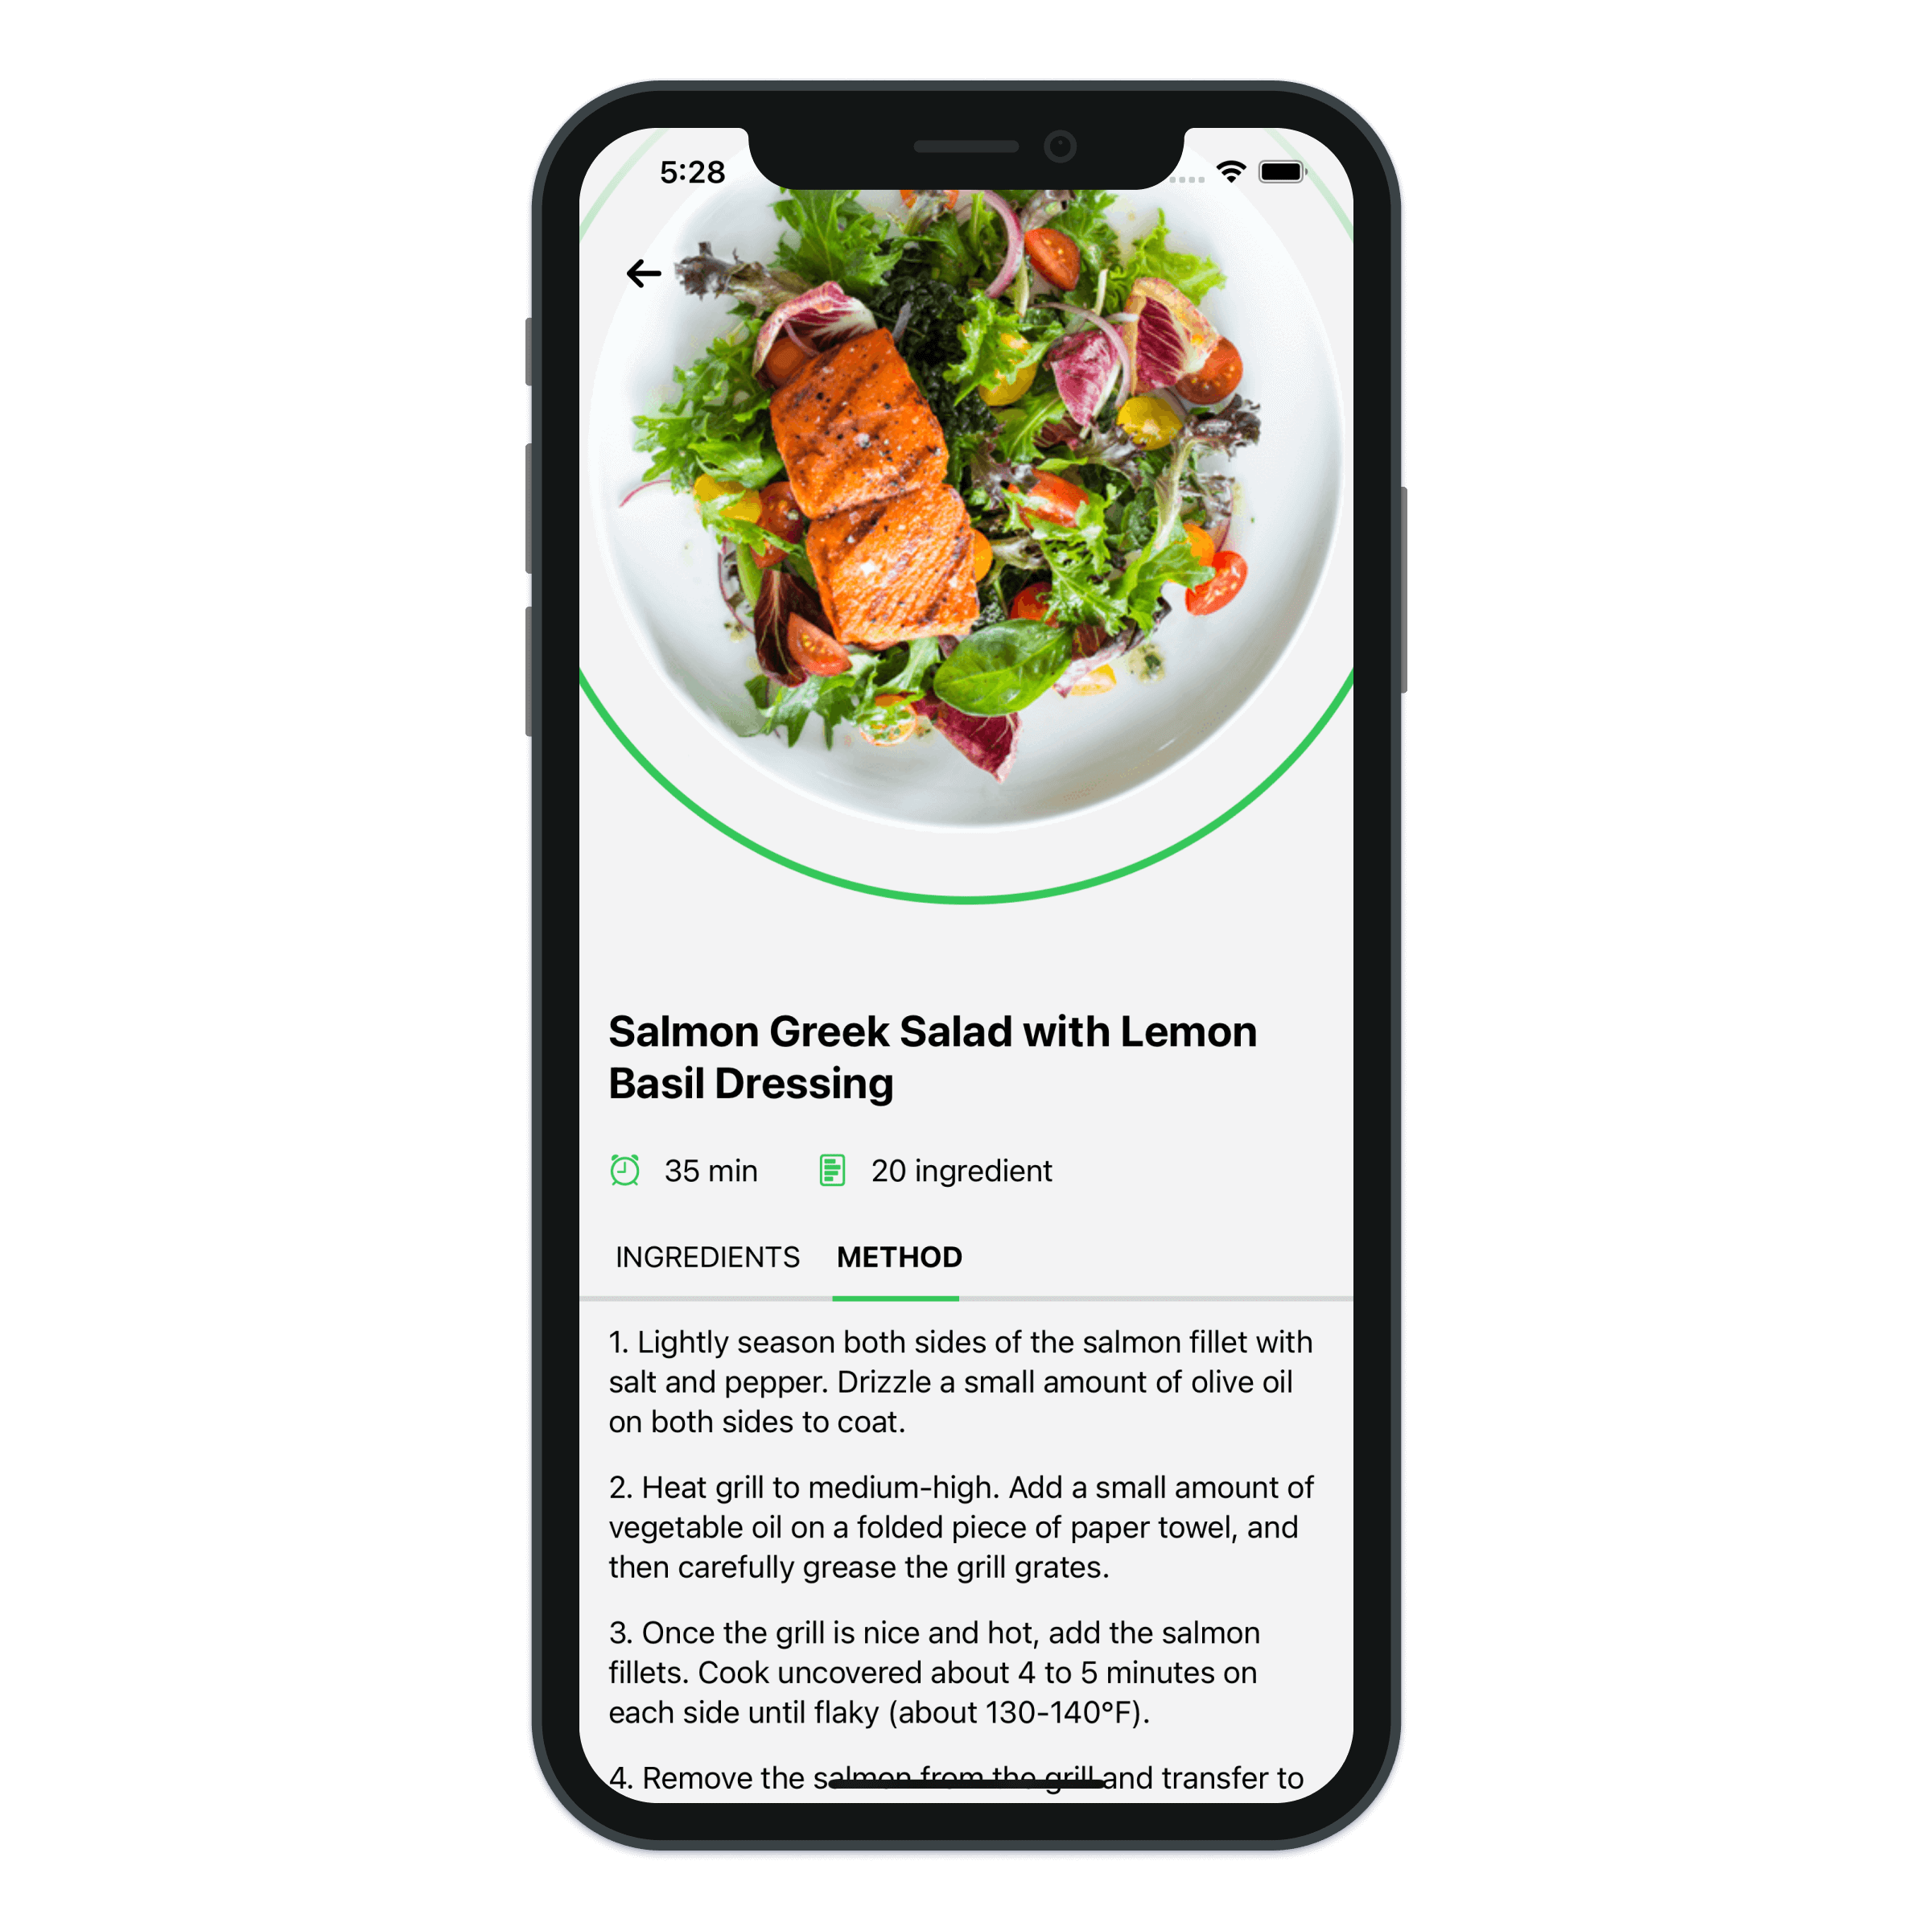 5:28
Salmon Greek Salad with Lemon
Basil Dressing
35 min
20 ingredient
INGREDIENTS
METHOD
1. Lightly season both sides of the salmon fillet with
salt and pepper. Drizzle a small amount of olive oil
on both sides to coat.
2. Heat grill to medium-high. Add a small amount of
vegetable oil on a folded piece of paper towel, and
then carefully grease the grill grates.
3. Once the grill is nice and hot, add the salmon
fillets. Cook uncovered about 4 to 5 minutes on
each side until flaky (about 130-140°F).
4. Remove the salmon from the grill and transfer to